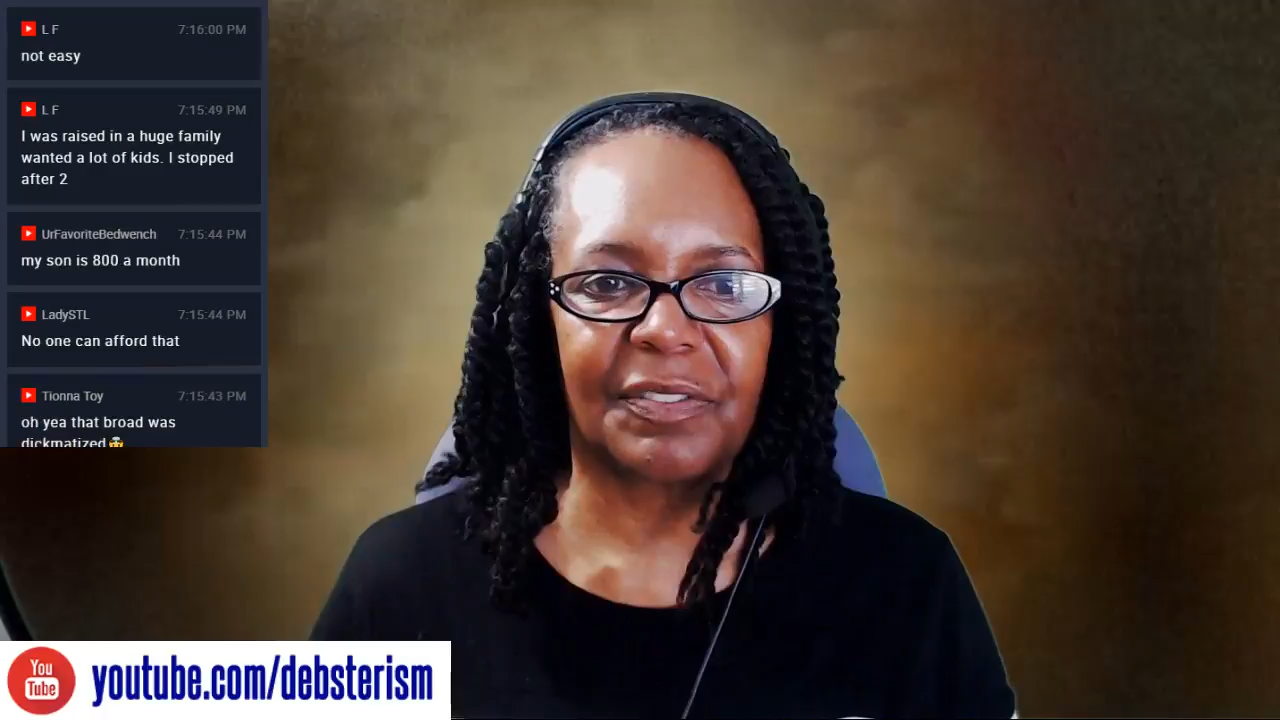 L F 7:16:00 PM
not easy
L F 7:15:49 PM
I was raised in a huge family
wanted a lot of kids. I stopped
after 2
UrFavoriteBedwench 7:15:44 PM
my son is 800 a month
LadySTL 7:15:44 PM
No one can afford that
Tionna Toy 7:15:43 PM
oh yea that broad was
dickmatized
You
Tube
youtube.com/debsterism